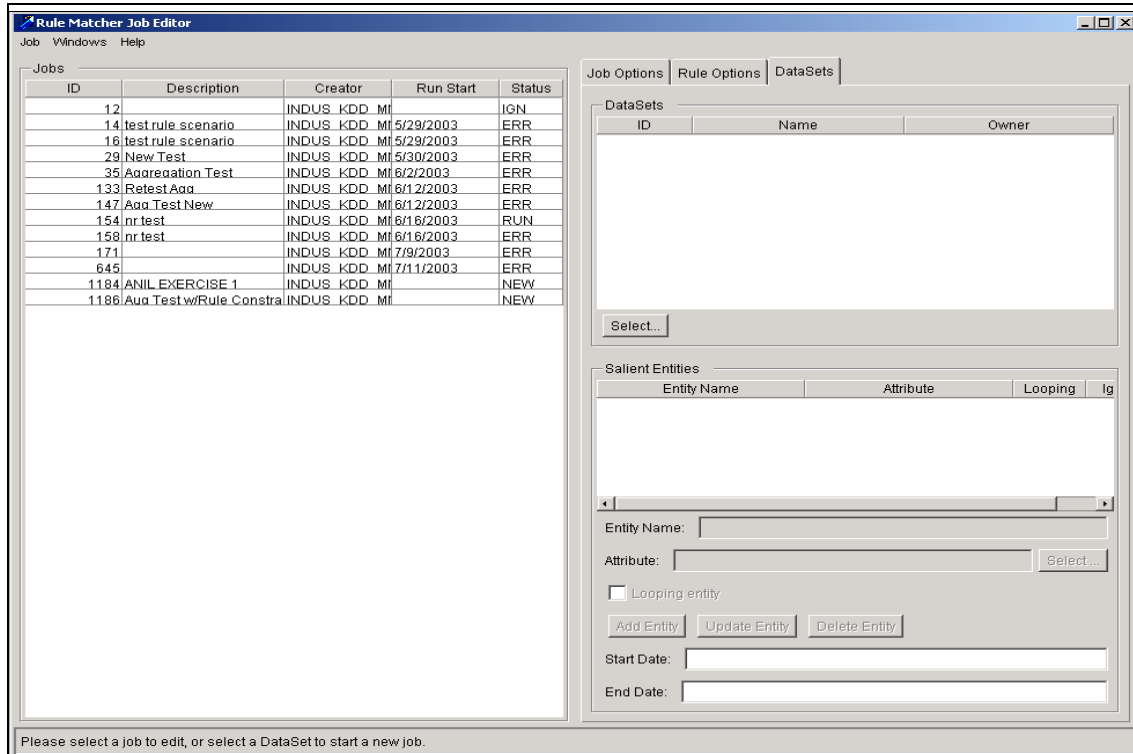 Rule Matcher Job Editor
Job Windows Help
Jobs
ID Description Creator Run Start Status
12 INDUS_KDD_MI IGN
14 test rule scenario INDUS_KDD_MI 5/29/2003 ERR
16 test rule scenario INDUS_KDD_MI 5/29/2003 ERR
29 New Test INDUS_KDD_MI 5/30/2003 ERR
35 Aggregation Test INDUS_KDD_MI 6/2/2003 ERR
133 Retest Agg INDUS_KDD_MI 6/12/2003 ERR
147 Agg Test New INDUS_KDD_MI 6/12/2003 ERR
154 nr test INDUS_KDD_MI 6/16/2003 RUN
158 nr test INDUS_KDD_MI 6/16/2003 ERR
171 INDUS_KDD_MI 7/9/2003 ERR
645 INDUS_KDD_MI 7/11/2003 ERR
1184 ANIL EXERCISE 1 INDUS_KDD_MI NEW
1186 Aug Test w/Rule Constra INDUS_KDD_MI NEW
Job Options Rule Options DataSets
DataSets
ID Name Owner
Select...
Salient Entities
Entity Name Attribute Looping Ig
Entity Name:
Attribute: Select ...
Looping entity
Add Entity Update Entity Delete Entity
Start Date:
End Date:
Please select a job to edit, or select a DataSet to start a new job.